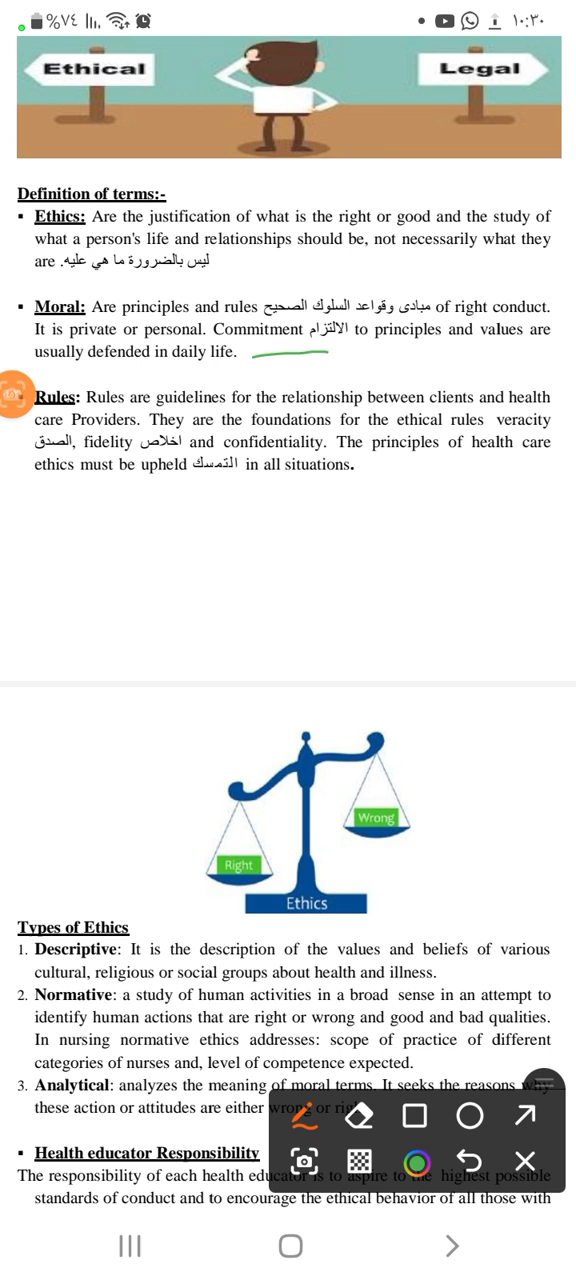 %٧٤ ١٠:٣٠
Ethical Legal
Definition of terms:-
▪ Ethics: Are the justification of what is the right or good and the study of
what a person's life and relationships should be, not necessarily what they
are .ليس بالضرورة ما هي عليه
▪ Moral: Are principles and rules مبادئ وقواعد السلوك الصحيح of right conduct.
It is private or personal. Commitment الالتزام to principles and values are
usually defended in daily life.
Rules: Rules are guidelines for the relationship between clients and health
care Providers. They are the foundations for the ethical rules veracity
الصدق, fidelity اخلاص and confidentiality. The principles of health care
ethics must be upheld التمسك in all situations.
Wrong
Right
Ethics
Types of Ethics
1. Descriptive: It is the description of the values and beliefs of various
cultural, religious or social groups about health and illness.
2. Normative: a study of human activities in a broad sense in an attempt to
identify human actions that are right or wrong and good and bad qualities.
In nursing normative ethics addresses: scope of practice of different
categories of nurses and, level of competence expected.
3. Analytical: analyzes the meaning of moral terms. It seeks the reasons why
these action or attitudes are either wrong or
▪ Health educator Responsibility
The responsibility of each health educator is to aspire to the highest possible
standards of conduct and to encourage the ethical behavior of all those with